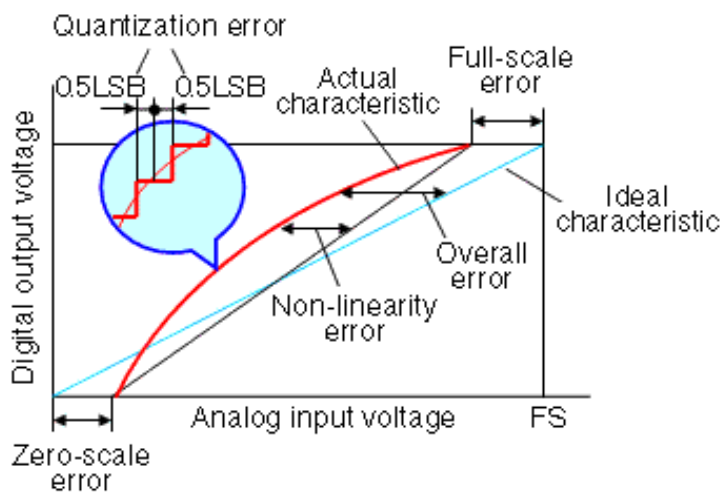 Quantization error
0.5LSB
0.5LSB
Actual
characteristic
Full-scale
error
Ideal
characteristic
Overall
error
Non-linearity
error
Digital output voltage
Analog input voltage
FS
Zero-scale
error